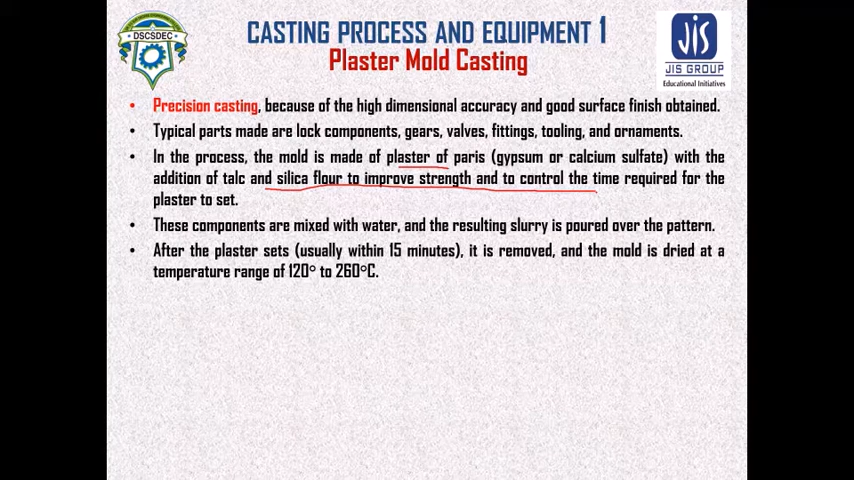 DSCSDEC
CASTING PROCESS AND EQUIPMENT 1
Plaster Mold Casting
JIS
JIS GROUP
Educational Initiatives
• Precision casting, because of the high dimensional accuracy and good surface finish obtained.
• Typical parts made are lock components, gears, valves, fittings, tooling, and ornaments.
• In the process, the mold is made of plaster of paris (gypsum or calcium sulfate) with the
addition of talc and silica flour to improve strength and to control the time required for the
plaster to set.
• These components are mixed with water, and the resulting slurry is poured over the pattern.
• After the plaster sets (usually within 15 minutes), it is removed, and the mold is dried at a
temperature range of 120° to 260°C.